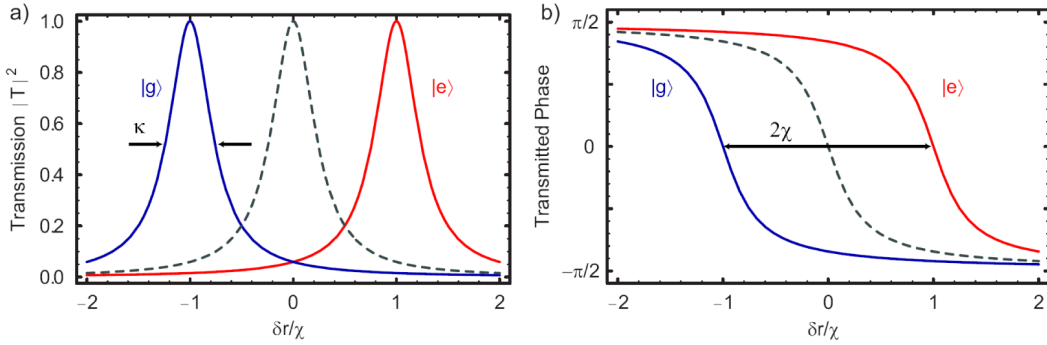 a)
Transmission |T|²
1.0
0.8
0.6
0.4
0.2
0.0
|g⟩
|e⟩
κ
−2
−1
0
1
2
δr/χ
b)
Transmitted Phase
π/2
0
−π/2
|g⟩
|e⟩
2χ
−2
−1
0
1
2
δr/χ